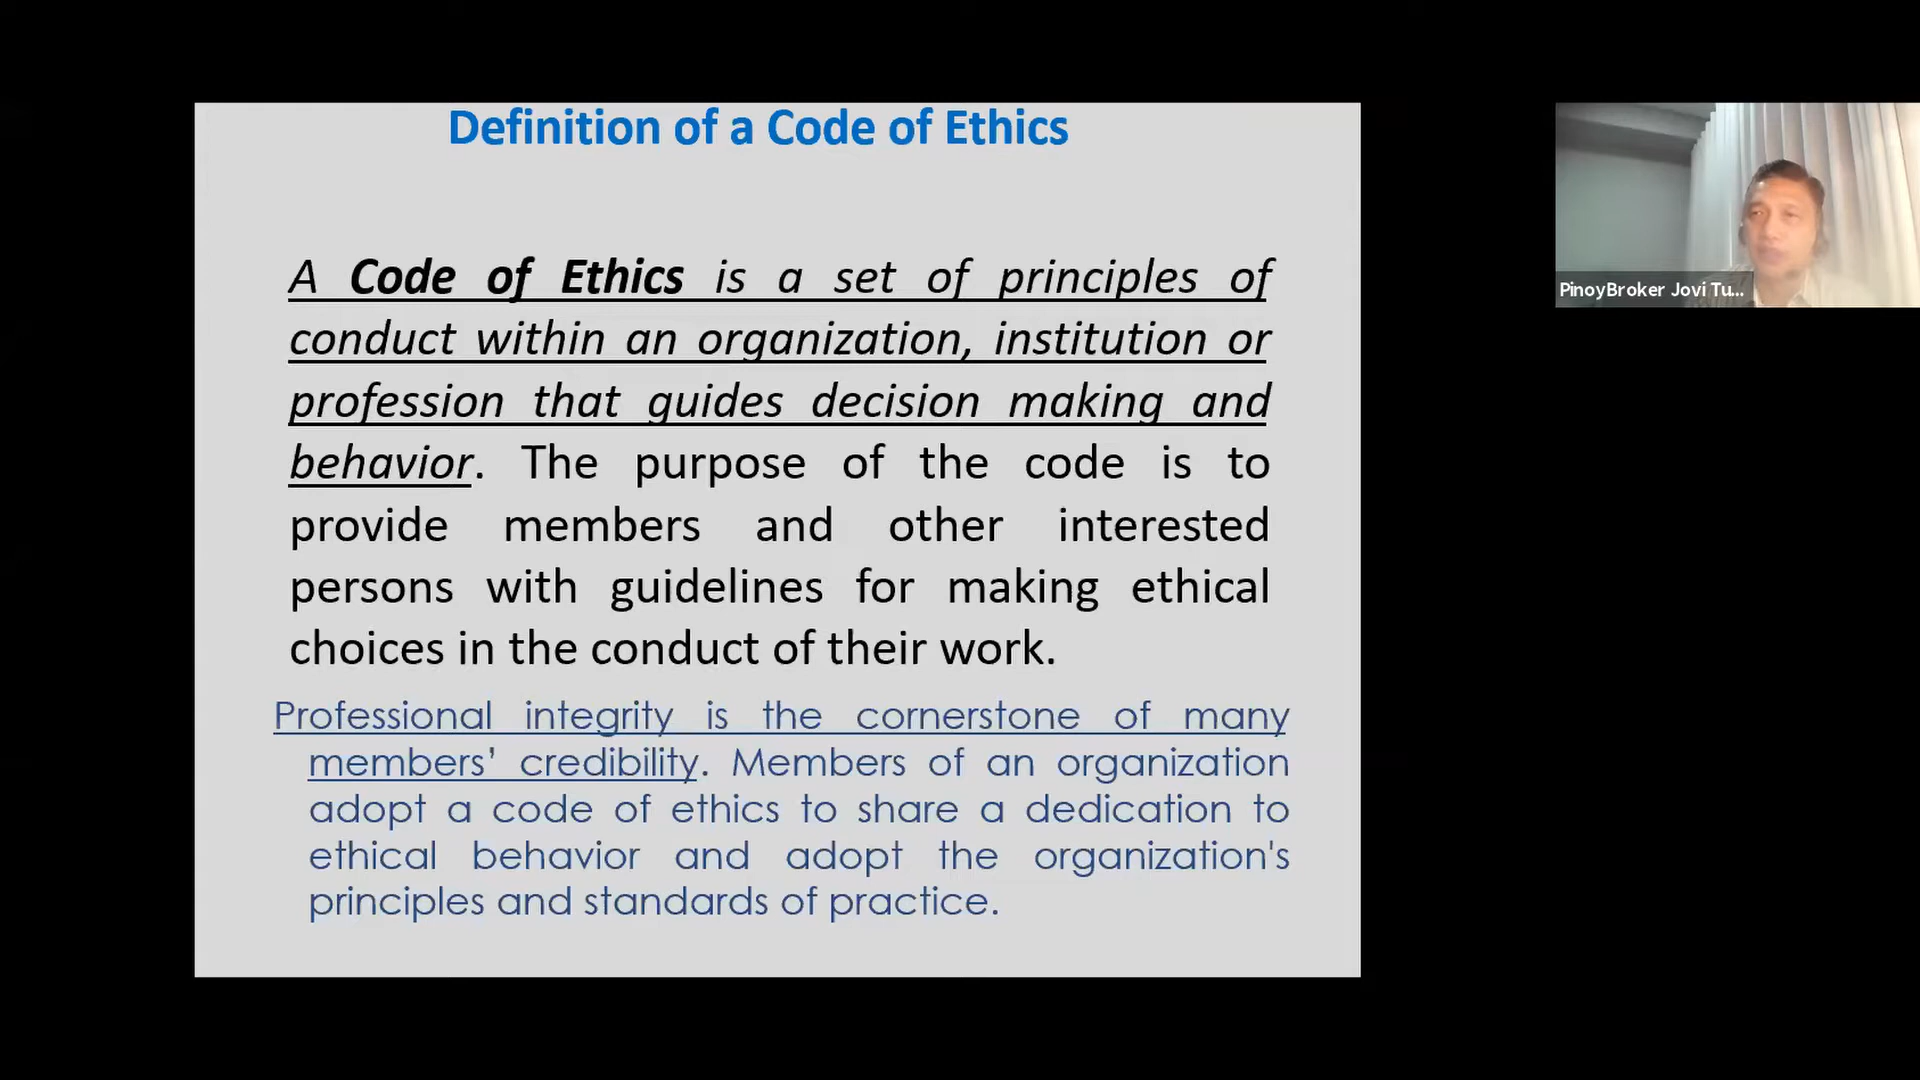 Definition of a Code of Ethics
A Code of Ethics is a set of principles of
conduct within an organization, institution or
profession that guides decision making and
behavior. The purpose of the code is to
provide members and other interested
persons with guidelines for making ethical
choices in the conduct of their work.
Professional integrity is the cornerstone of many
members’ credibility. Members of an organization
adopt a code of ethics to share a dedication to
ethical behavior and adopt the organization's
principles and standards of practice.
PinoyBroker Jovi Tu...